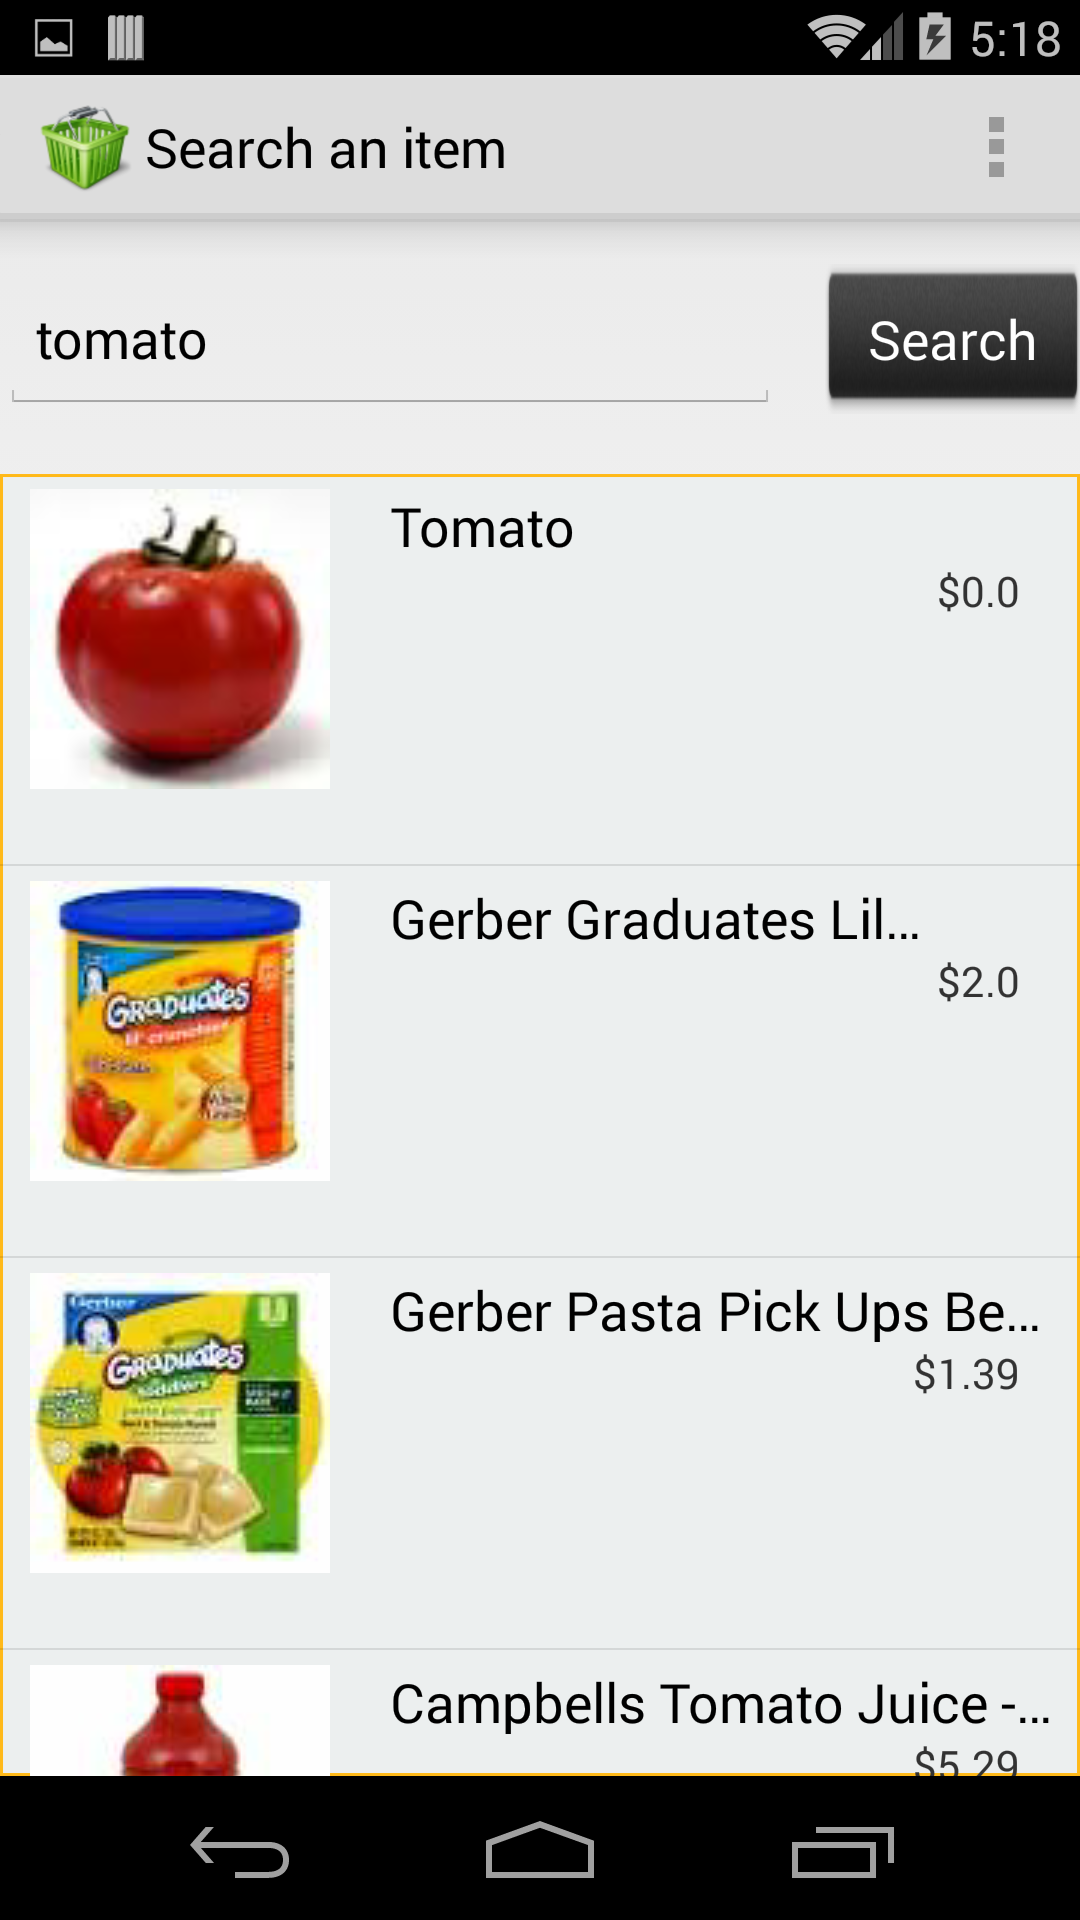 5:18
Search an item
tomato
Search
Tomato
$0.0
Gerber Graduates Lil...
$2.0
GRADUATES
Gerber Pasta Pick Ups Be...
$1.39
Gerber
GRADUATES
Campbells Tomato Juice -...
$5.29